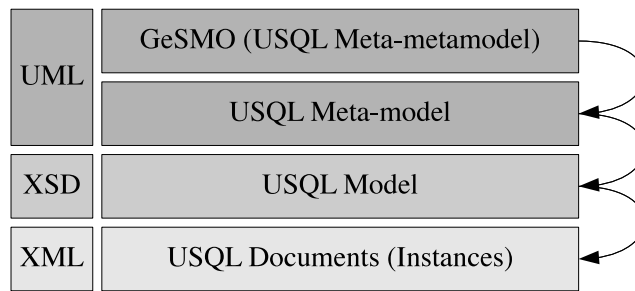 UML
GeSMO (USQL Meta-metamodel)
USQL Meta-model
XSD
USQL Model
XML
USQL Documents (Instances)